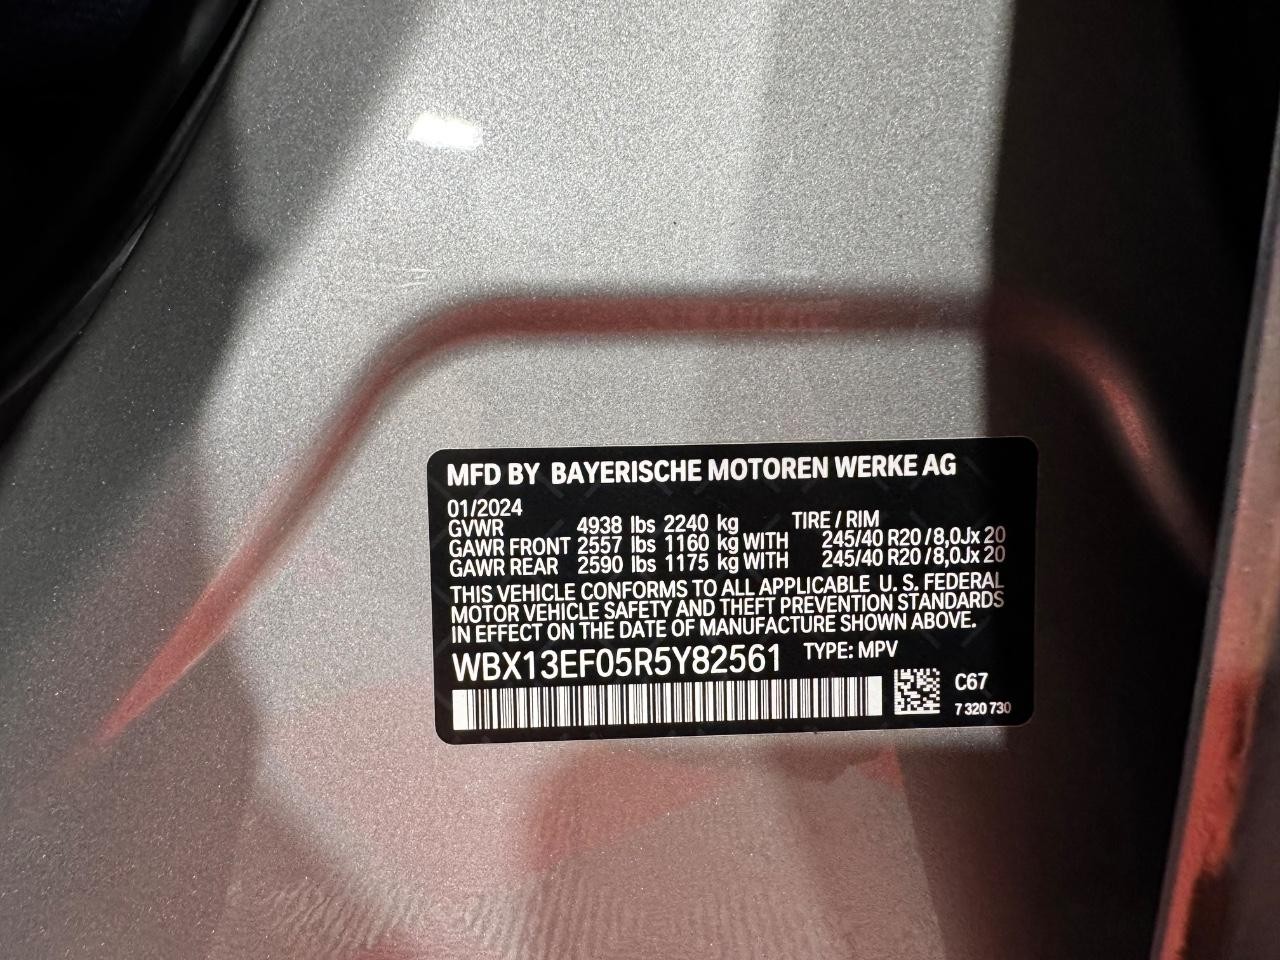 MFD BY BAYERISCHE MOTOREN WERKE AG
01/2024
GVWR 4938 lbs 2240 kg TIRE / RIM
GAWR FRONT 2557 lbs 1160 kg WITH 245/40 R20 / 8,0Jx 20
GAWR REAR 2590 lbs 1175 kg WITH 245/40 R20 / 8,0Jx 20
THIS VEHICLE CONFORMS TO ALL APPLICABLE U. S. FEDERAL
MOTOR VEHICLE SAFETY AND THEFT PREVENTION STANDARDS
IN EFFECT ON THE DATE OF MANUFACTURE SHOWN ABOVE.
WBX13EF05R5Y82561 TYPE: MPV
C67
7 320 730